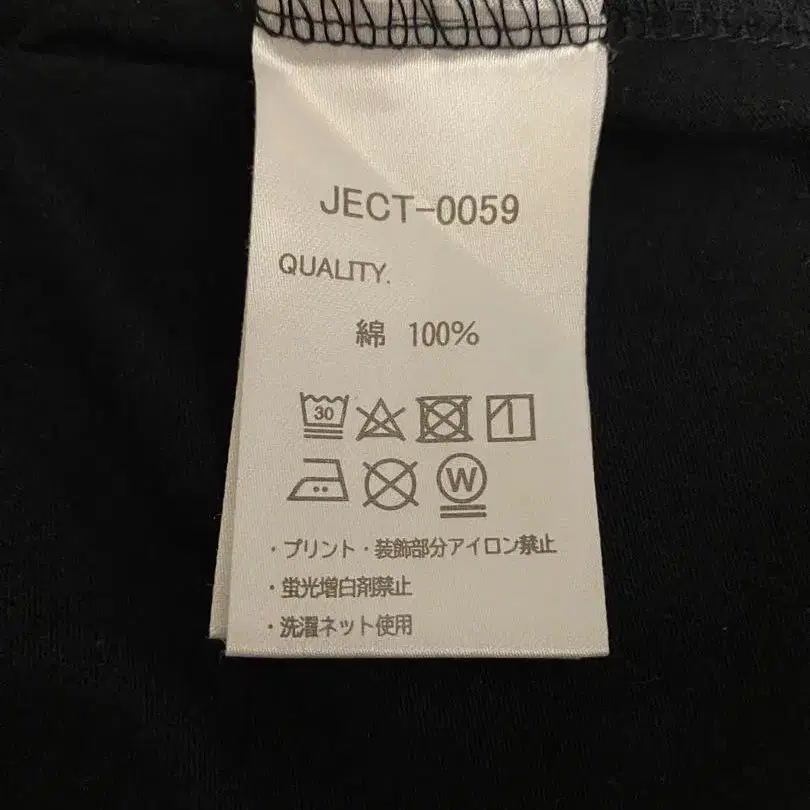 JECT-0059
QUALITY.
綿 100%
30
W
・プリント・装飾部分アイロン禁止
・蛍光増白剤禁止
・洗濯ネット使用